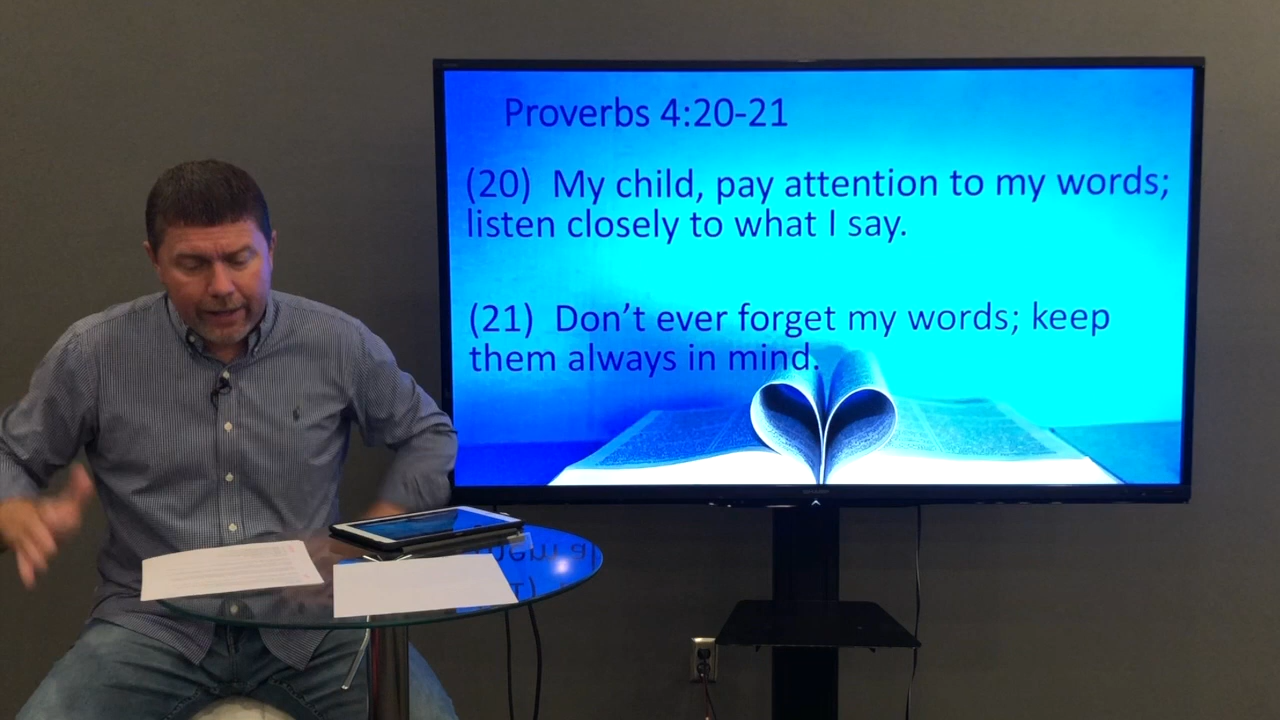 Proverbs 4:20-21
(20) My child, pay attention to my words;
listen closely to what I say.
(21) Don’t ever forget my words; keep
them always in mind.